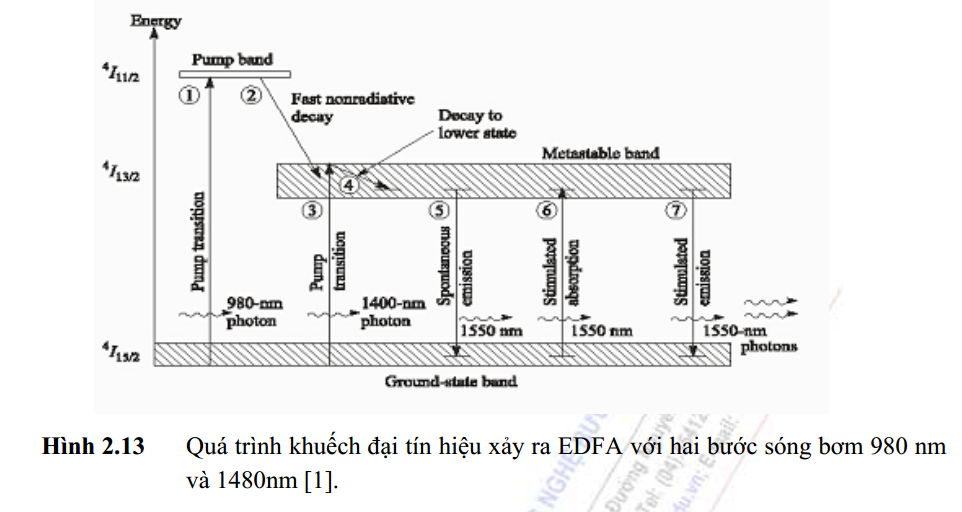 Energy
Pump band
⁴I₁₁/₂
① ②
Fast nonradiative
decay
Decay to
lower state
Metastable band
⁴I₁₃/₂
④
③ ⑤ ⑥ ⑦
Pump transition
Pump
transition
Spontaneous
emission
Stimulated
absorption
Stimulated
emission
980-nm
photon
1400-nm
photon
1550 nm
1550 nm
1550-nm
photons
⁴I₁₅/₂
Ground-state band
Hình 2.13 Quá trình khuếch đại tín hiệu xảy ra EDFA với hai bước sóng bơm 980 nm
và 1480nm [1].